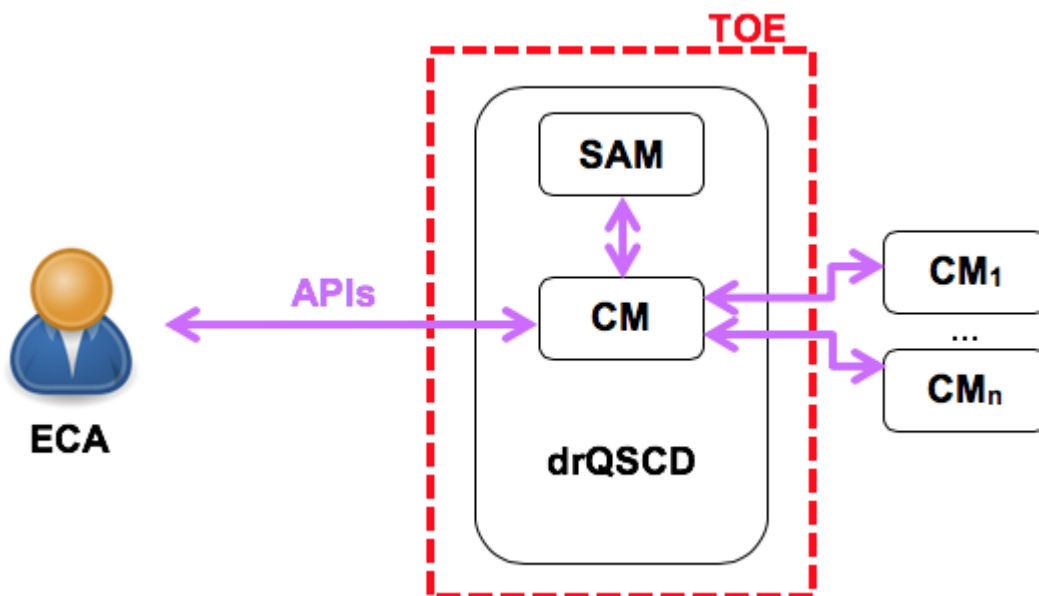 TOE
SAM
APIs
CM
CM₁
...
CMₙ
ECA
drQSCD